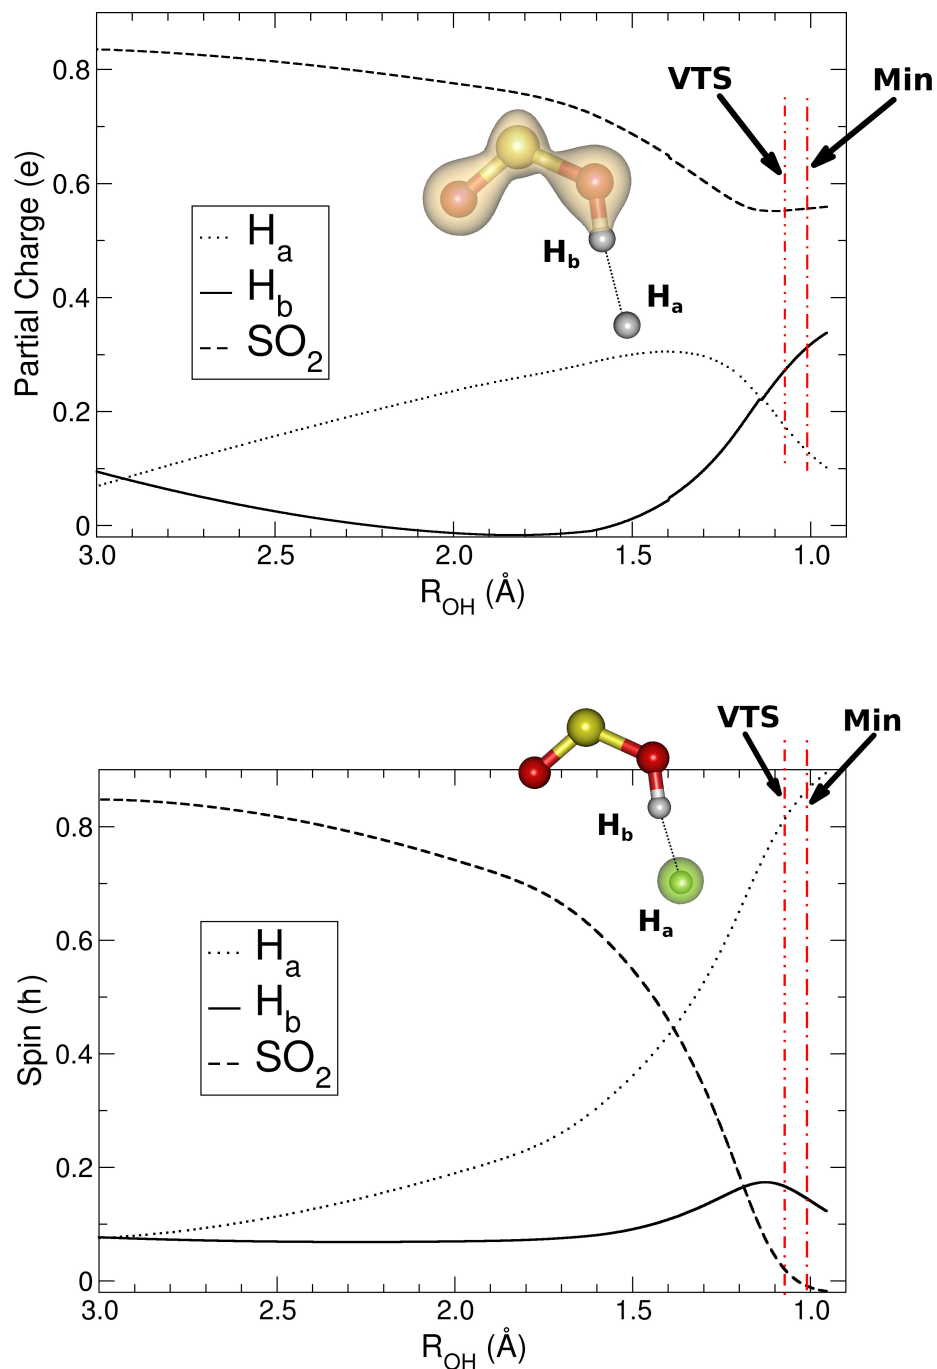 VTS
Min
0.8
0.6
0.4
0.2
0
Partial Charge (e)
H_a
H_b
SO_2
H_b
H_a
3.0 2.5 2.0 1.5 1.0
R_OH (Å)
VTS
Min
0.8
0.6
0.4
0.2
0
Spin (h)
H_b
H_a
H_a
H_b
SO_2
3.0 2.5 2.0 1.5 1.0
R_OH (Å)